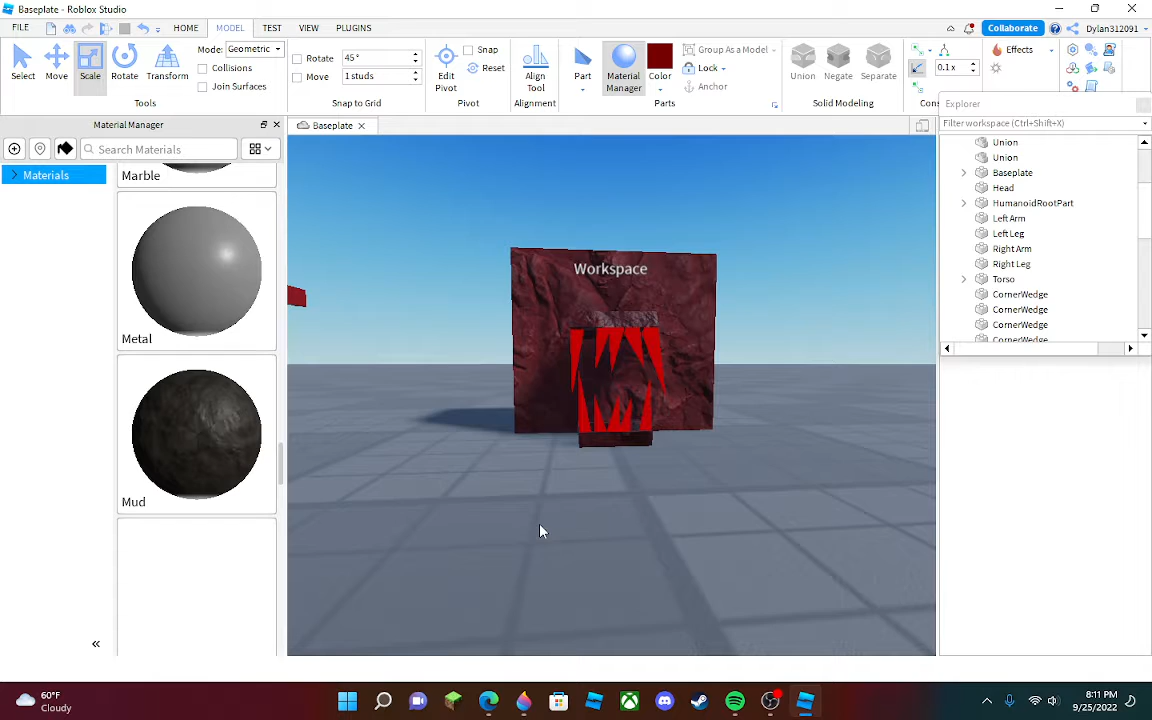 Baseplate - Roblox Studio
FILE HOME MODEL TEST VIEW PLUGINS Collaborate Dylan312091
Select Move Scale Rotate Transform
Mode: Geometric
Collisions
Join Surfaces
Tools
Rotate 45°
Move 1 studs
Snap to Grid
Edit Pivot
Snap
Reset
Pivot
Align Tool
Alignment
Part Material Manager Color
Group As a Model
Lock
Anchor
Parts
Union Negate Separate
Solid Modeling
0.1 x
Effects
Material Manager
Search Materials
Materials
Marble
Metal
Mud
«
Baseplate
Workspace
Explorer
Filter workspace (Ctrl+Shift+X)
Union
Union
Baseplate
Head
HumanoidRootPart
Left Arm
Left Leg
Right Arm
Right Leg
Torso
CornerWedge
CornerWedge
CornerWedge
CornerWedge
60°F
Cloudy
8:11 PM
9/25/2022